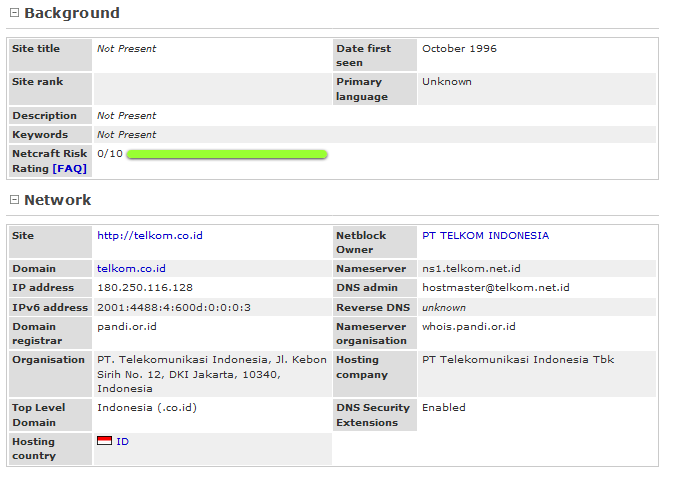 Background
Site title Not Present Date first seen October 1996
Site rank Primary language Unknown
Description Not Present
Keywords Not Present
Netcraft Risk Rating [FAQ] 0/10
Network
Site http://telkom.co.id Netblock Owner PT TELKOM INDONESIA
Domain telkom.co.id Nameserver ns1.telkom.net.id
IP address 180.250.116.128 DNS admin hostmaster@telkom.net.id
IPv6 address 2001:4488:4:600d:0:0:0:3 Reverse DNS unknown
Domain registrar pandi.or.id Nameserver organisation whois.pandi.or.id
Organisation PT. Telekomunikasi Indonesia, Jl. Kebon Sirih No. 12, DKI Jakarta, 10340, Indonesia Hosting company PT Telekomunikasi Indonesia Tbk
Top Level Domain Indonesia (.co.id) DNS Security Extensions Enabled
Hosting country ID